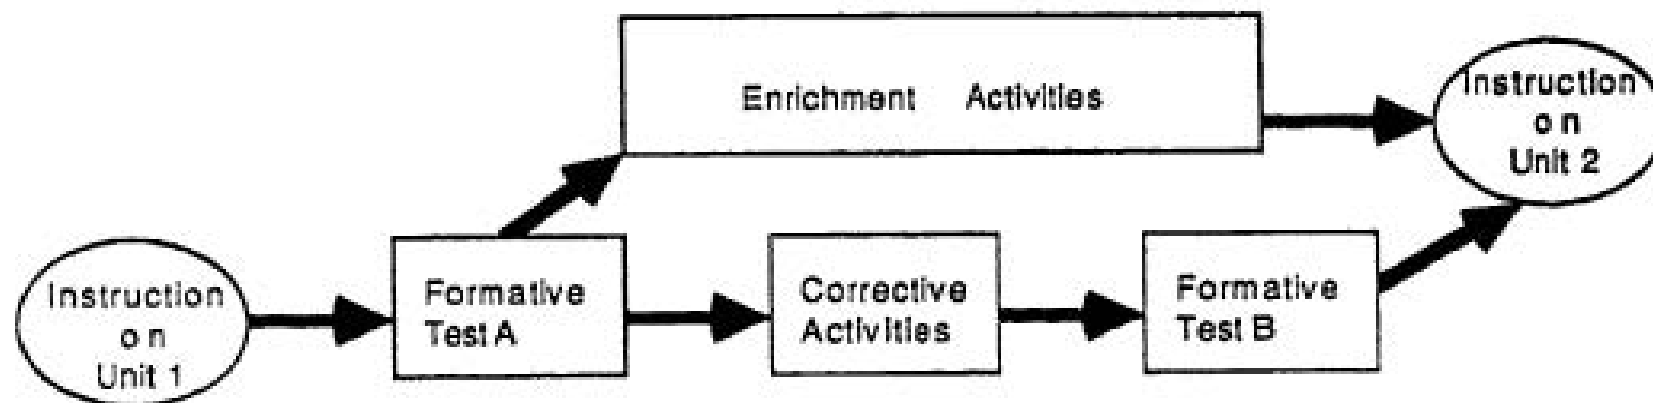 Enrichment Activities
Instruction
on
Unit 2
Instruction
on
Unit 1
Formative
Test A
Corrective
Activities
Formative
Test B